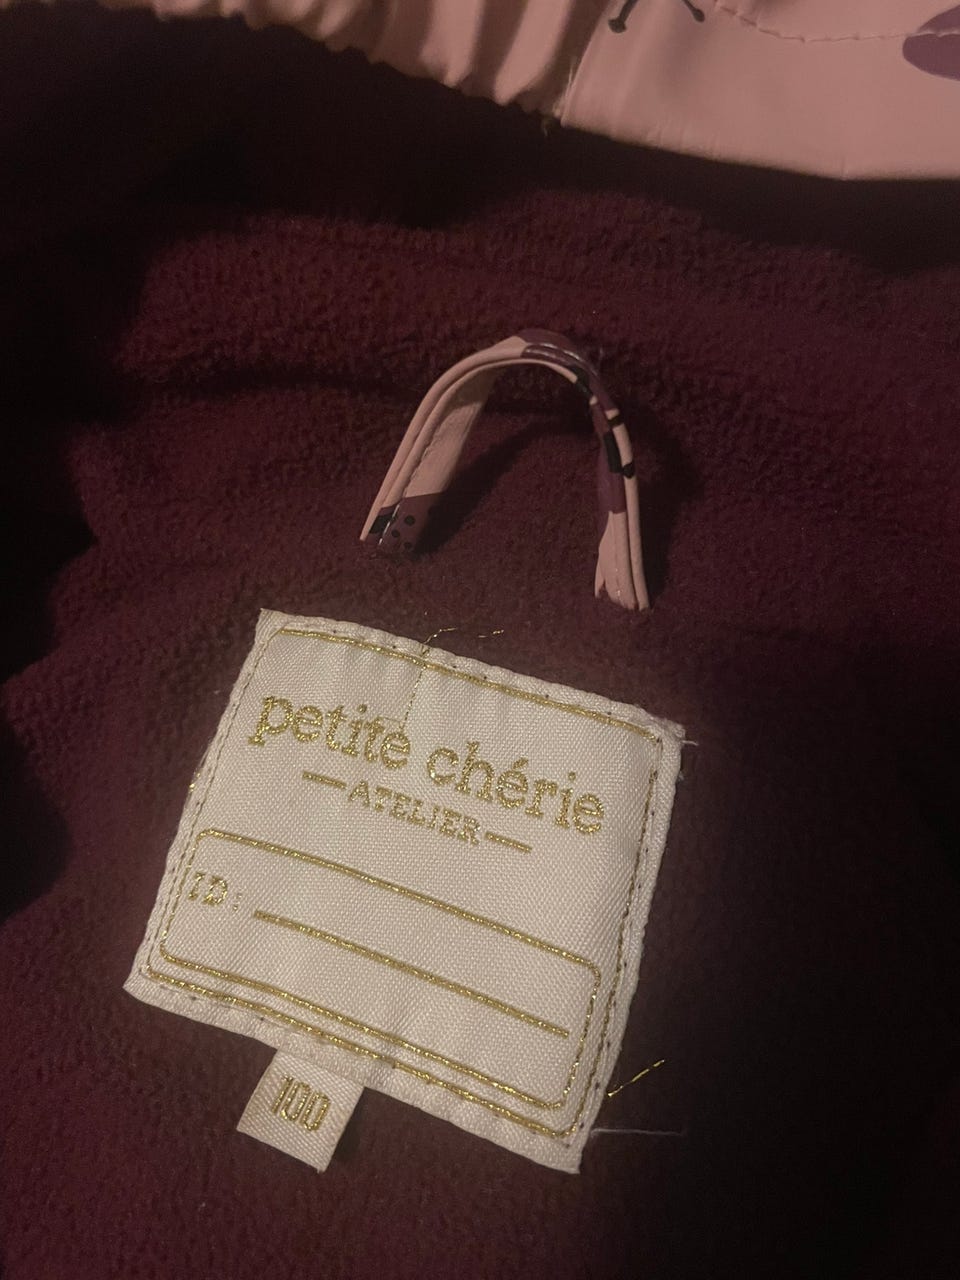 petite chérie
ATELIER
ID:
100